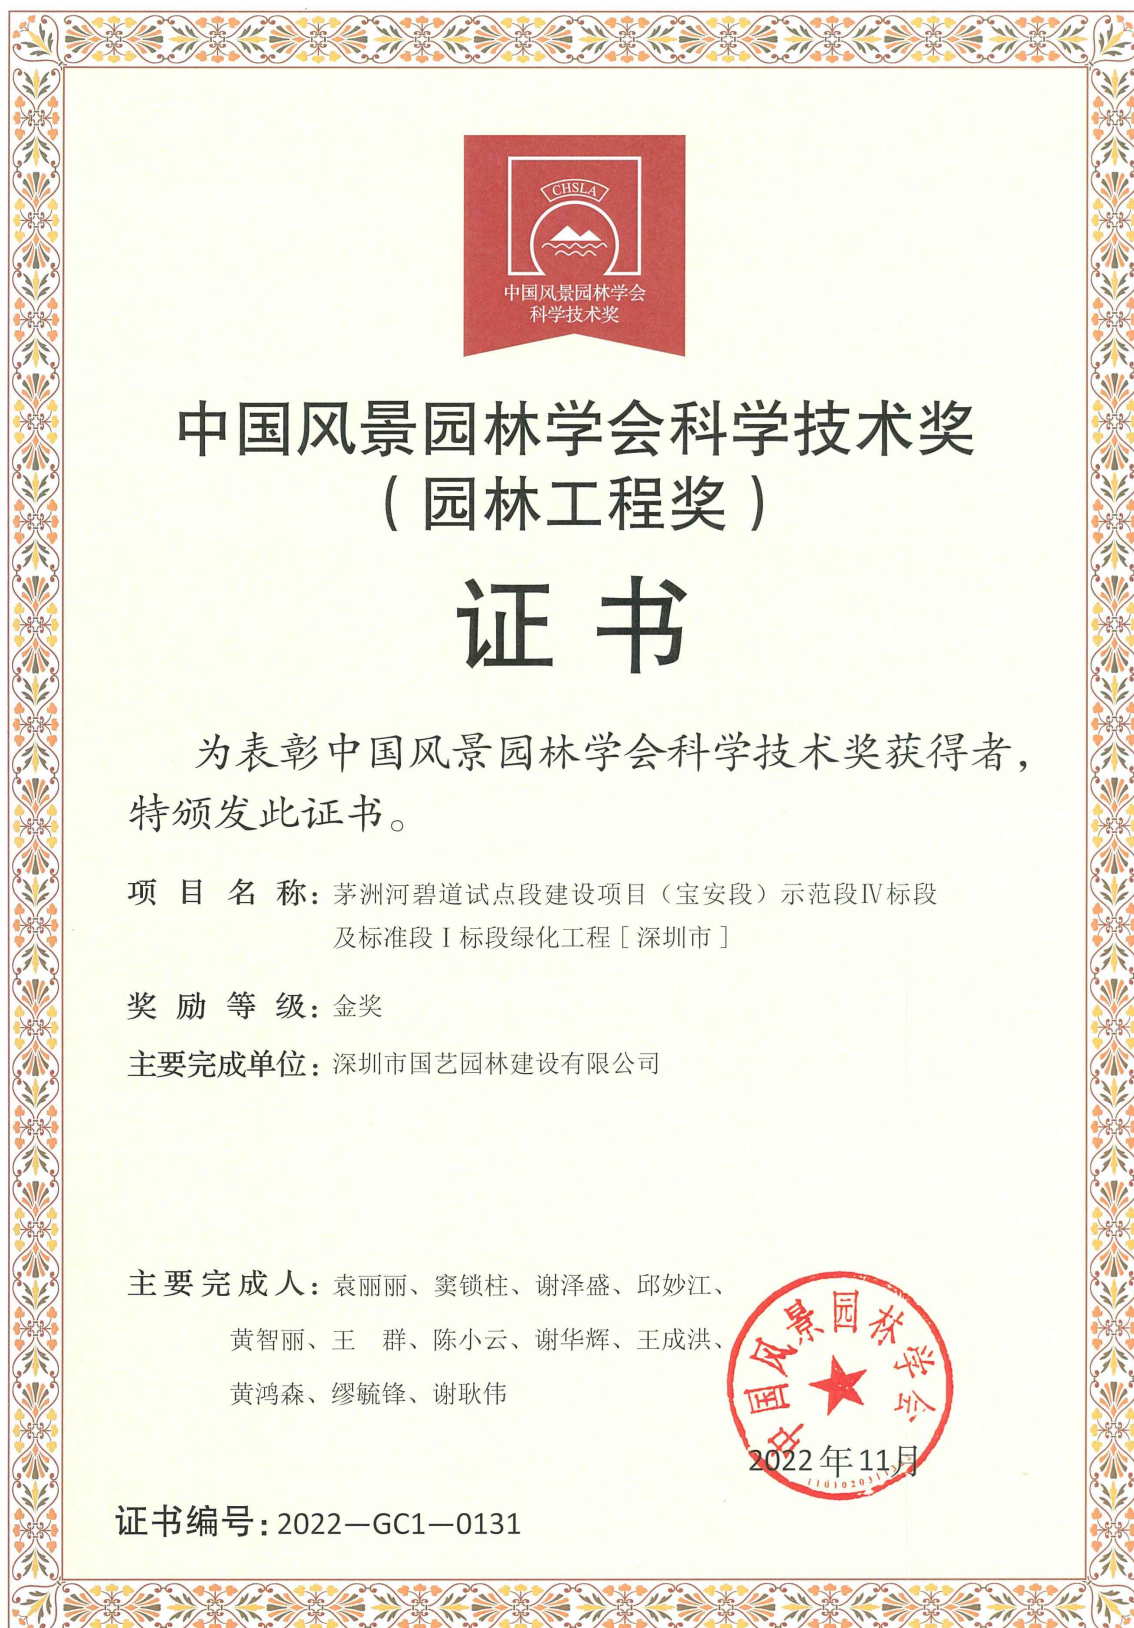 CHSLA
中国风景园林学会
科学技术奖
中国风景园林学会科学技术奖
（园林工程奖）
证书
为表彰中国风景园林学会科学技术奖获得者，
特颁发此证书。
项目名称：茅洲河碧道试点段建设项目（宝安段）示范段Ⅳ标段
及标准段Ⅰ标段绿化工程［深圳市］
奖励等级：金奖
主要完成单位：深圳市国艺园林建设有限公司
主要完成人：袁丽丽、窦锁柱、谢泽盛、邱妙江、
黄智丽、王 群、陈小云、谢华辉、王成洪、
黄鸿森、缪毓锋、谢耿伟
中国风景园林学会
2022年11月
证书编号：2022—GC1—0131